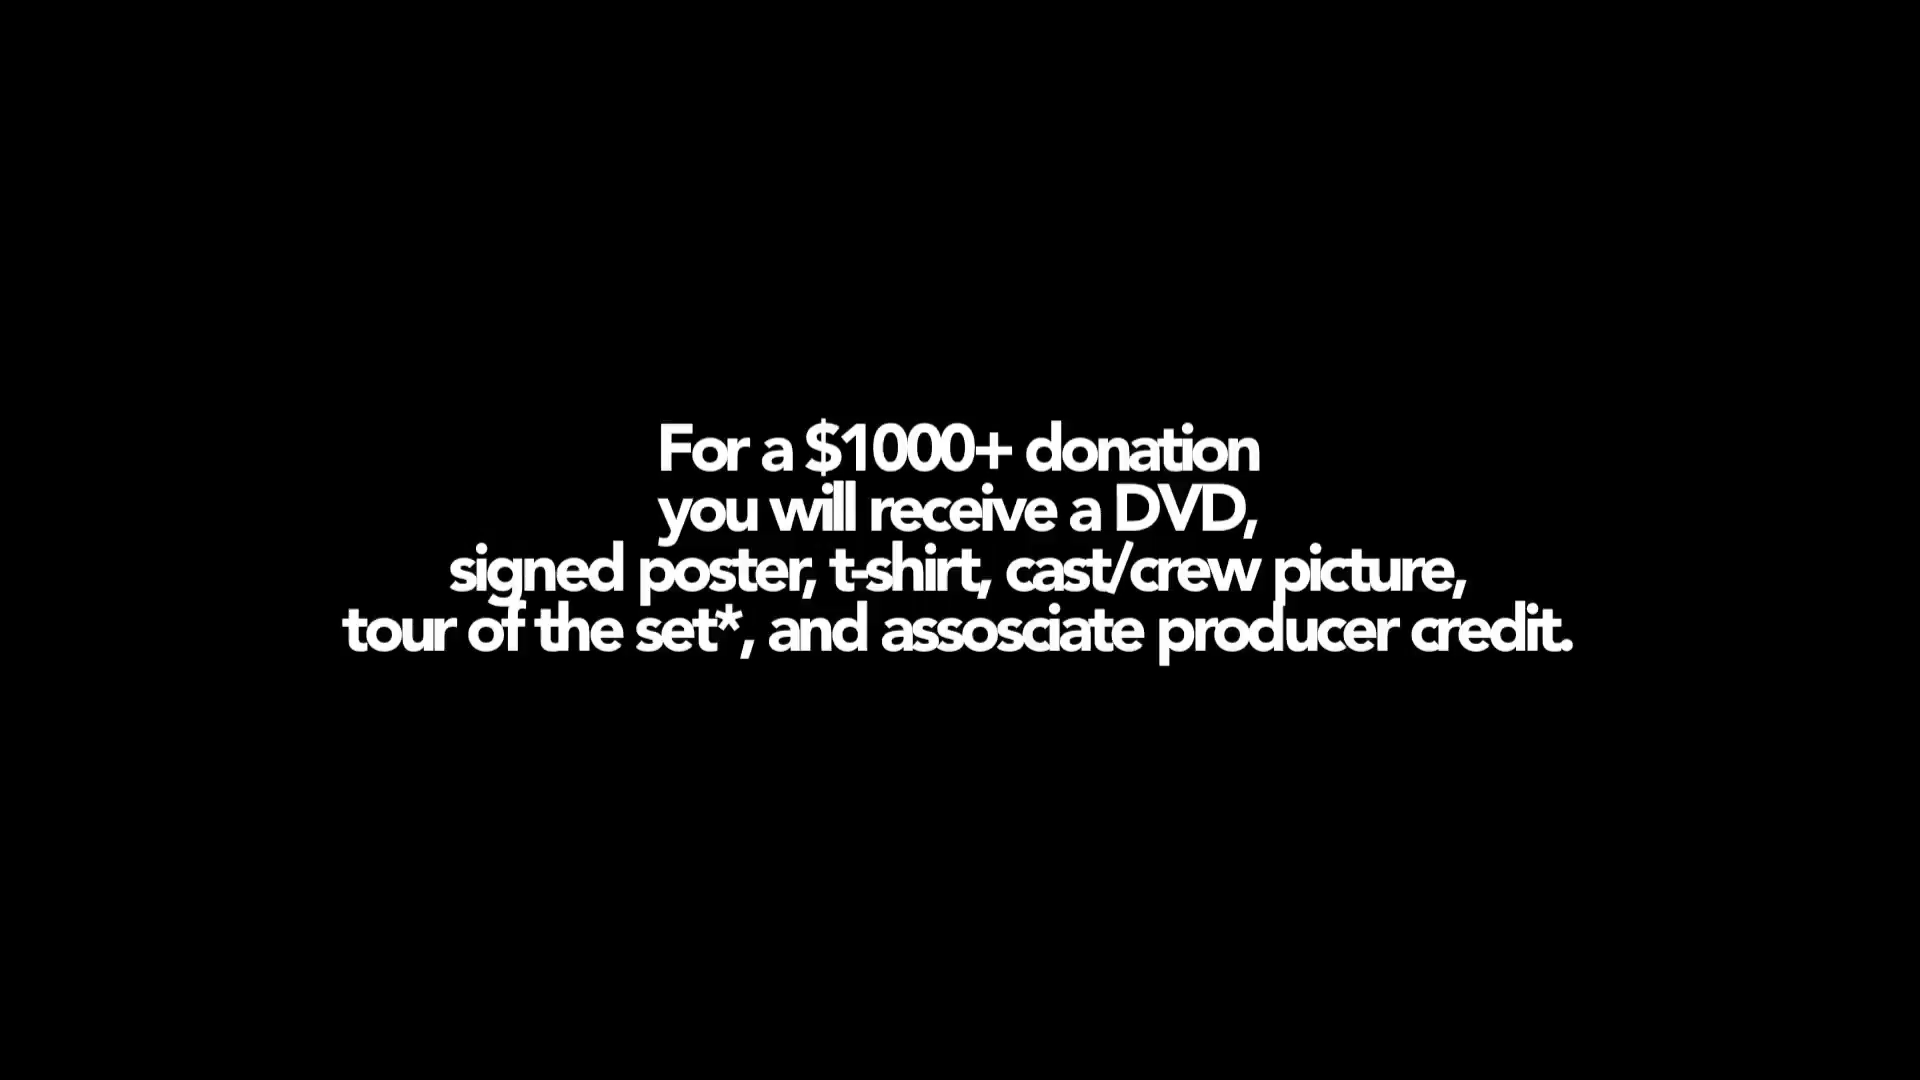 For a $1000+ donation
you will receive a DVD,
signed poster, t-shirt, cast/crew picture,
tour of the set*, and assosciate producer credit.